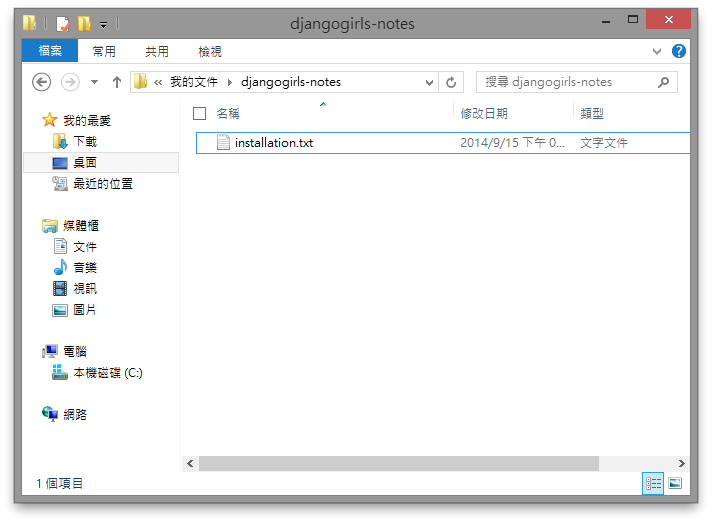 djangogirls-notes
檔案 常用 共用 檢視
« 我的文件 djangogirls-notes 搜尋 djangogirls-notes
名稱 修改日期 類型
installation.txt 2014/9/15 下午 0... 文字文件
我的最愛
下載
桌面
最近的位置
媒體櫃
文件
音樂
視訊
圖片
電腦
本機磁碟 (C:)
網路
1 個項目